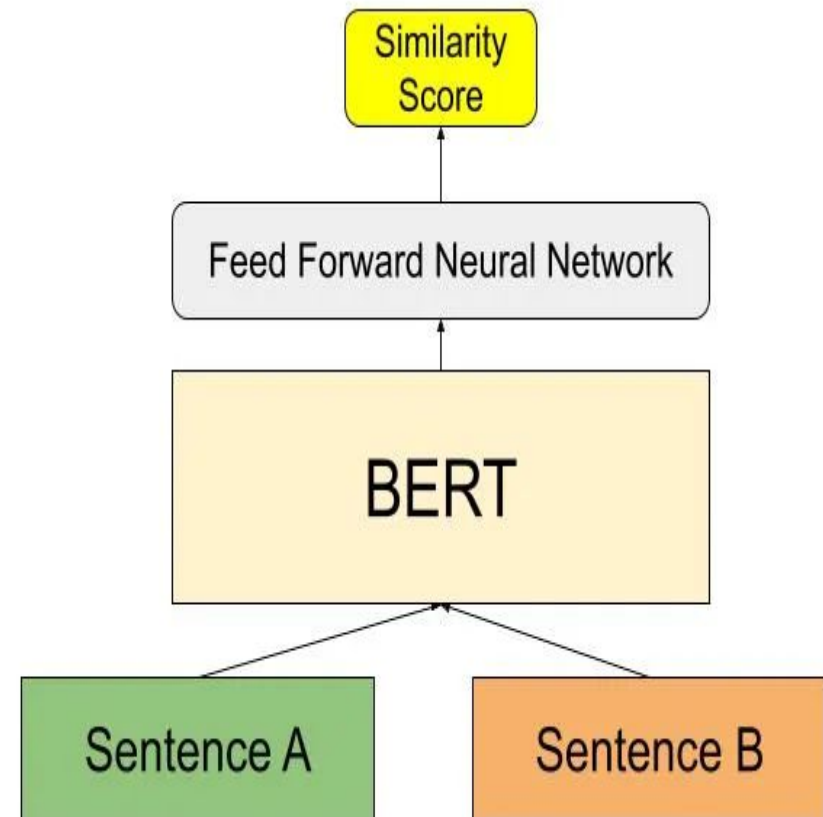 Similarity
Score
Feed Forward Neural Network
BERT
Sentence A
Sentence B